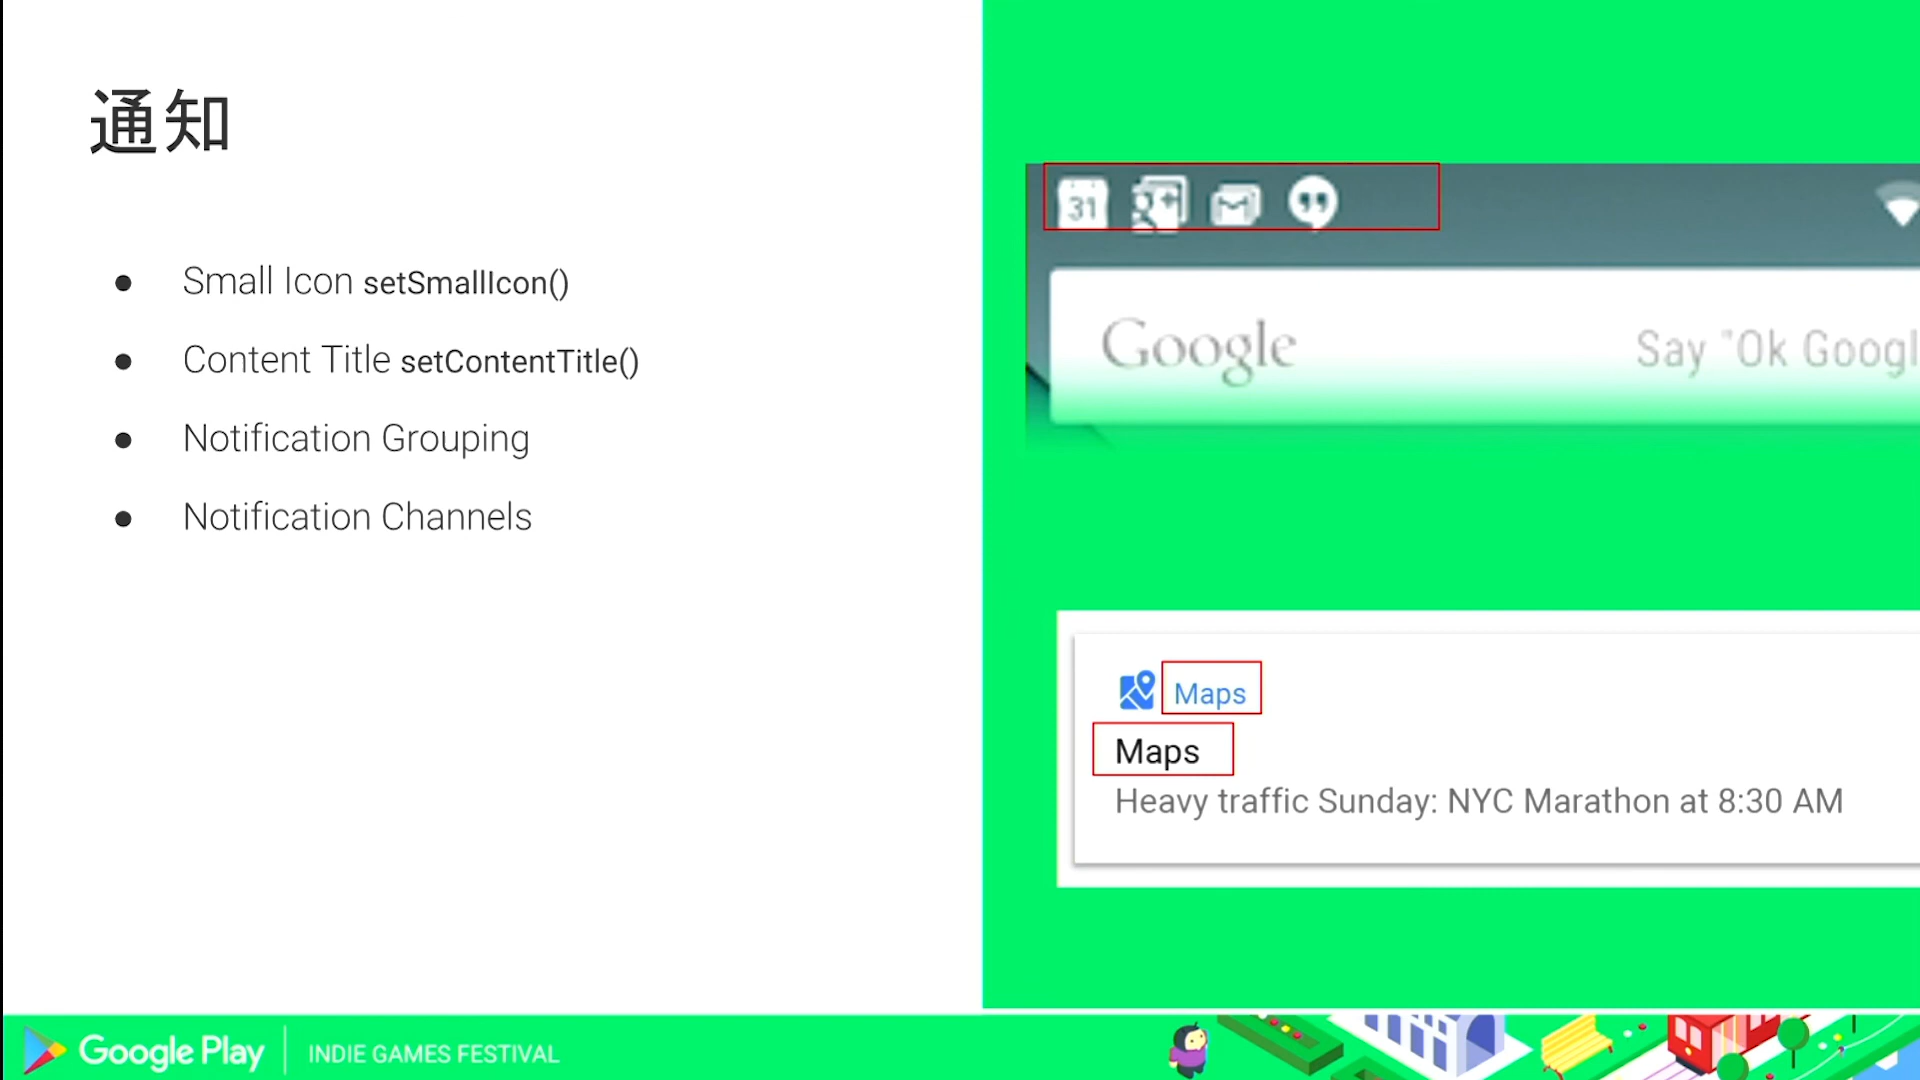 通知
● Small Icon setSmallIcon()
● Content Title setContentTitle()
● Notification Grouping
● Notification Channels
31
Google Say "Ok Googl
Maps
Maps
Heavy traffic Sunday: NYC Marathon at 8:30 AM
Google Play INDIE GAMES FESTIVAL